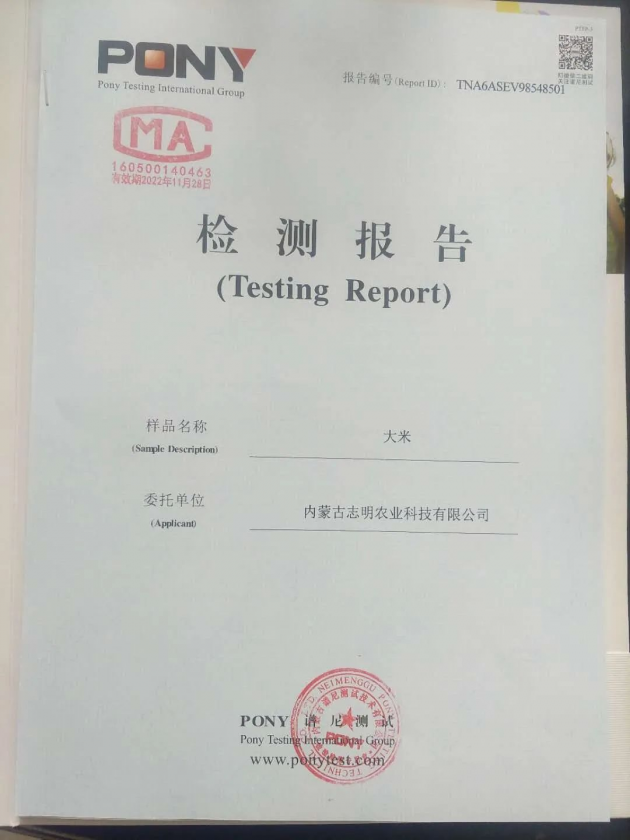 PONY
Pony Testing International Group
报告编号(Report ID): TNA6ASEV98548501
MA
160500140463
有效期2022年11月28日
检测报告
(Testing Report)
样品名称
(Sample Description)
大米
委托单位
(Applicant)
内蒙古志明农业科技有限公司
PONY 谱尼测试
Pony Testing International Group
www.ponytest.com